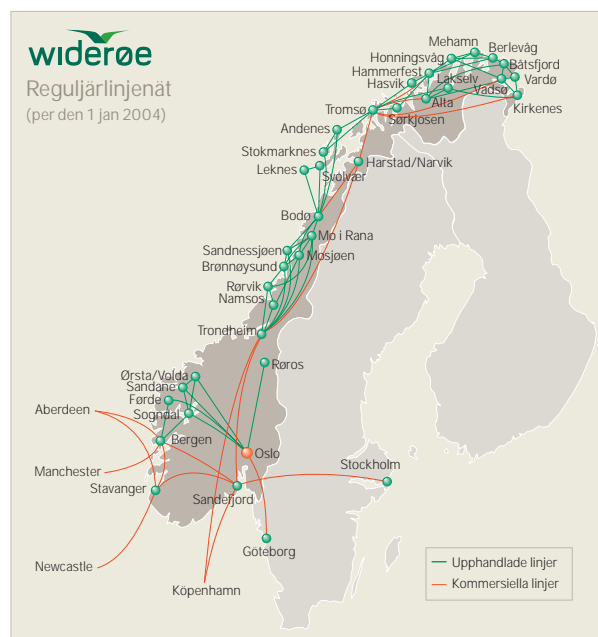 widerøe
Reguljärlinjenät
(per den 1 jan 2004)
Mehamn
Honningsvåg
Berlevåg
Hammerfest
Båtsfjord
Hasvik
Lakselv
Vardø
Vadsø
Tromsø
Alta
Kirkenes
Sørkjosen
Andenes
Stokmarknes
Harstad/Narvik
Leknes
Svolvær
Bodø
Mo i Rana
Sandnessjøen
Mosjøen
Brønnøysund
Rørvik
Namsos
Trondheim
Røros
Ørsta/Volda
Sandane
Førde
Aberdeen
Sogndal
Bergen
Oslo
Manchester
Stockholm
Stavanger
Sandefjord
Göteborg
Newcastle
Köpenhamn
Upphandlade linjer
Kommersiella linjer